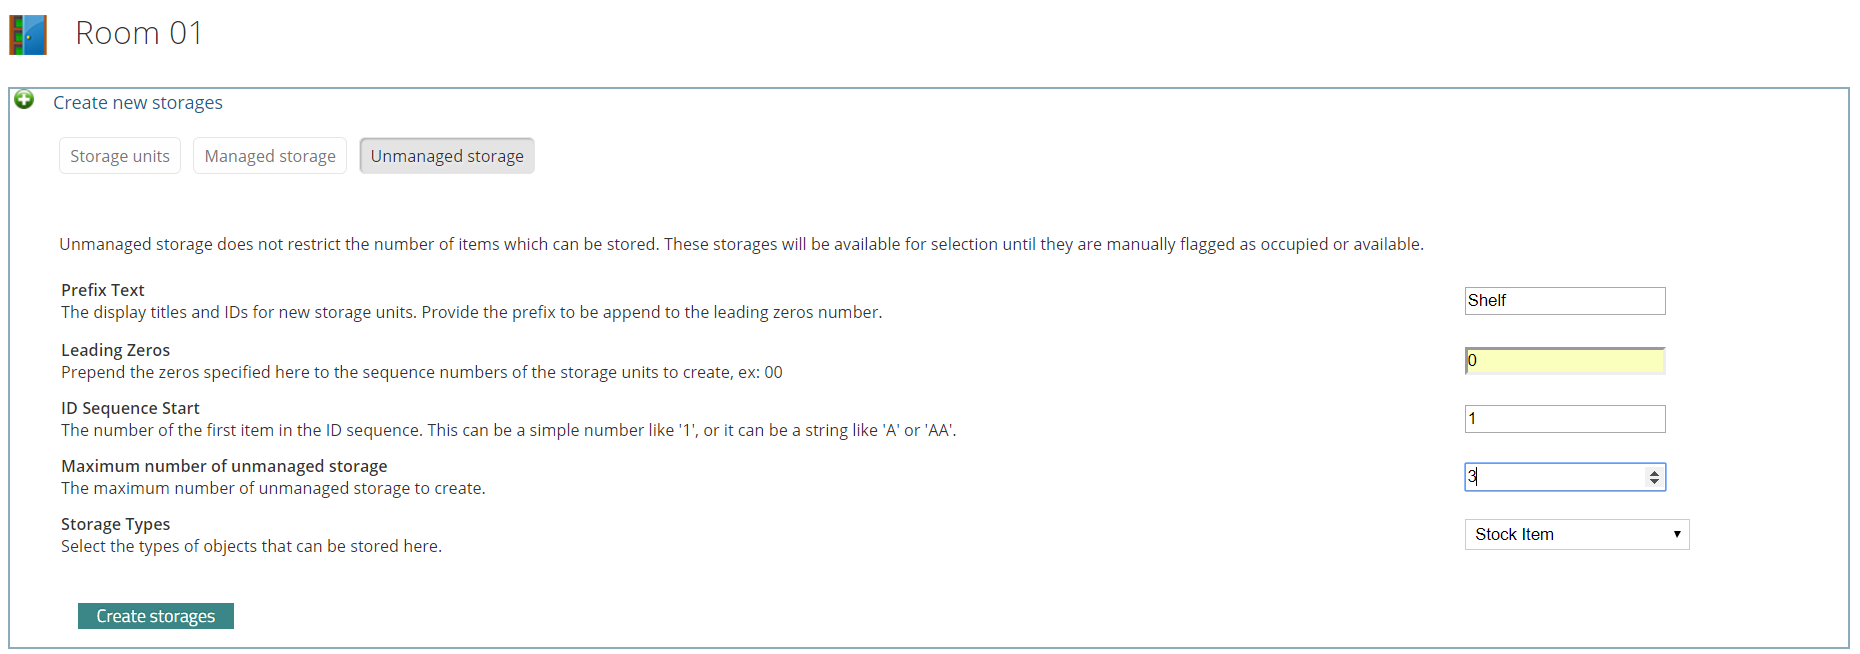 Room 01
Create new storages
Storage units
Managed storage
Unmanaged storage
Unmanaged storage does not restrict the number of items which can be stored. These storages will be available for selection until they are manually flagged as occupied or available.
Prefix Text
The display titles and IDs for new storage units. Provide the prefix to be append to the leading zeros number.
Shelf
Leading Zeros
Prepend the zeros specified here to the sequence numbers of the storage units to create, ex: 00
0
ID Sequence Start
The number of the first item in the ID sequence. This can be a simple number like '1', or it can be a string like 'A' or 'AA'.
1
Maximum number of unmanaged storage
The maximum number of unmanaged storage to create.
3
Storage Types
Select the types of objects that can be stored here.
Stock Item
Create storages